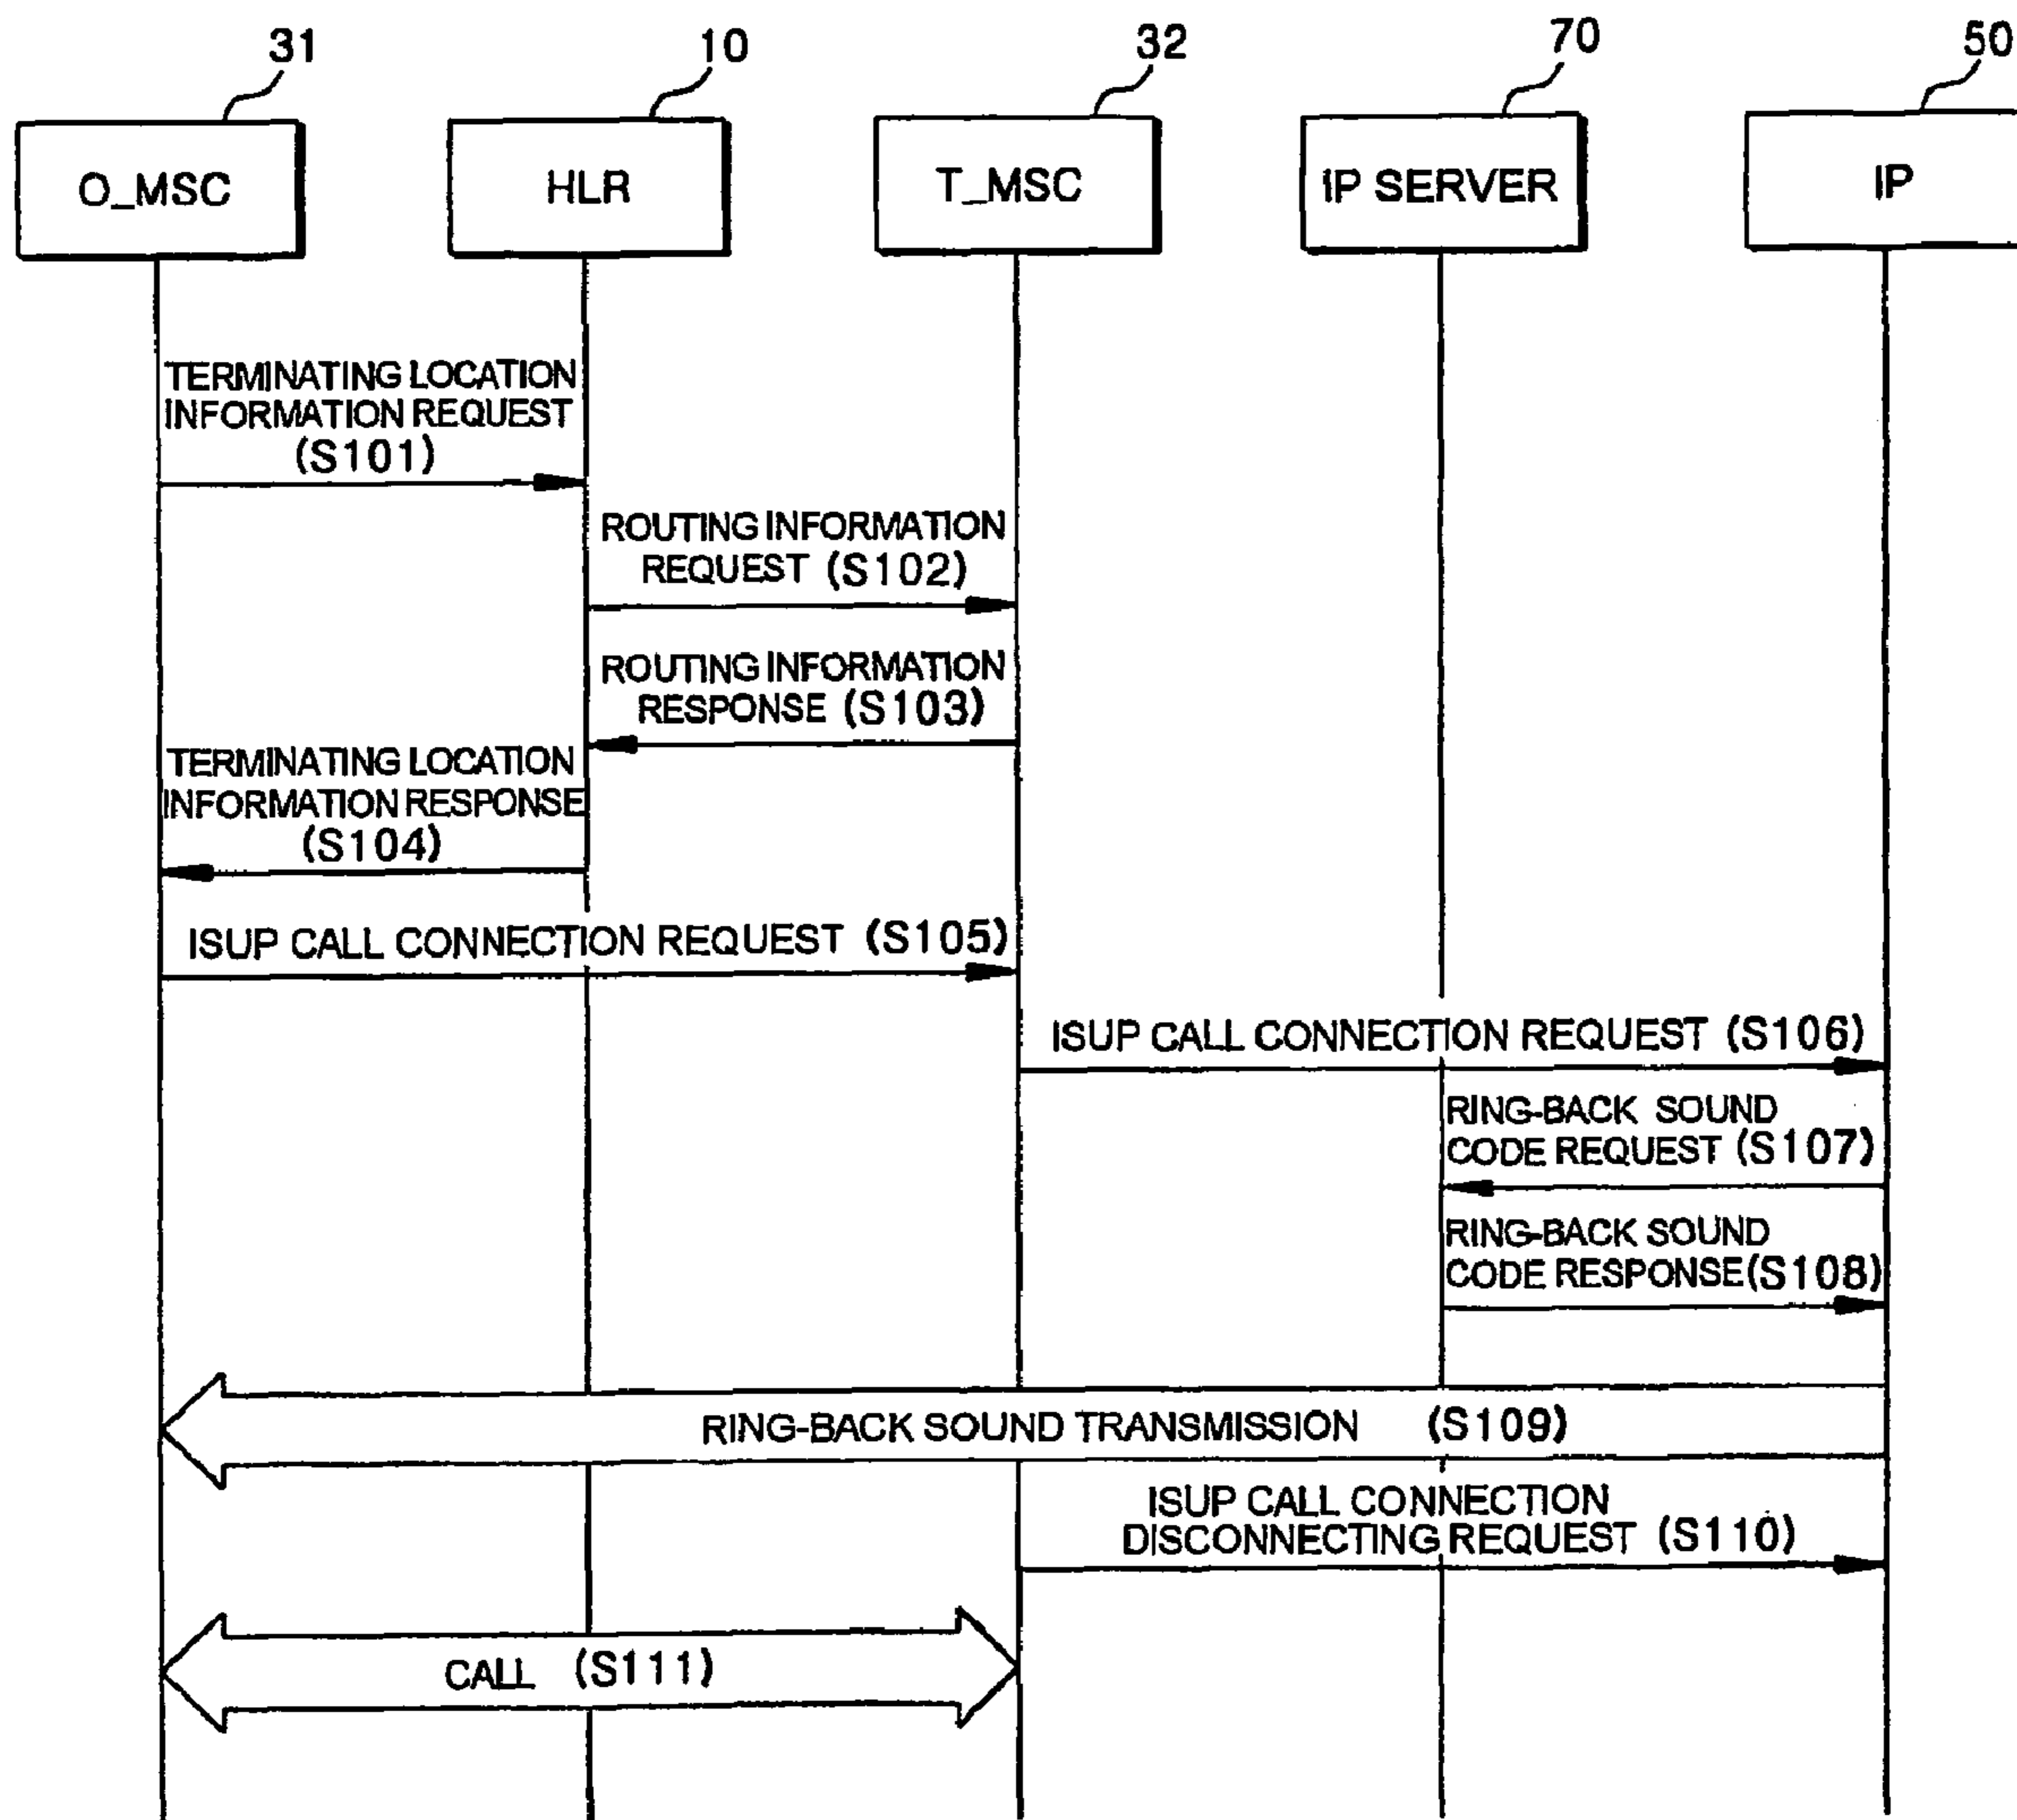 31
10
32
70
50
O_MSC
HLR
T_MSC
IP SERVER
IP
TERMINATING LOCATION
INFORMATION REQUEST
(S101)
ROUTING INFORMATION
REQUEST (S102)
ROUTING INFORMATION
RESPONSE (S103)
TERMINATING LOCATION
INFORMATION RESPONSE
(S104)
ISUP CALL CONNECTION REQUEST (S105)
ISUP CALL CONNECTION REQUEST (S106)
RING-BACK SOUND
CODE REQUEST (S107)
RING-BACK SOUND
CODE RESPONSE(S108)
RING-BACK SOUND TRANSMISSION (S109)
ISUP CALL CONNECTION
DISCONNECTING REQUEST (S110)
CALL (S111)